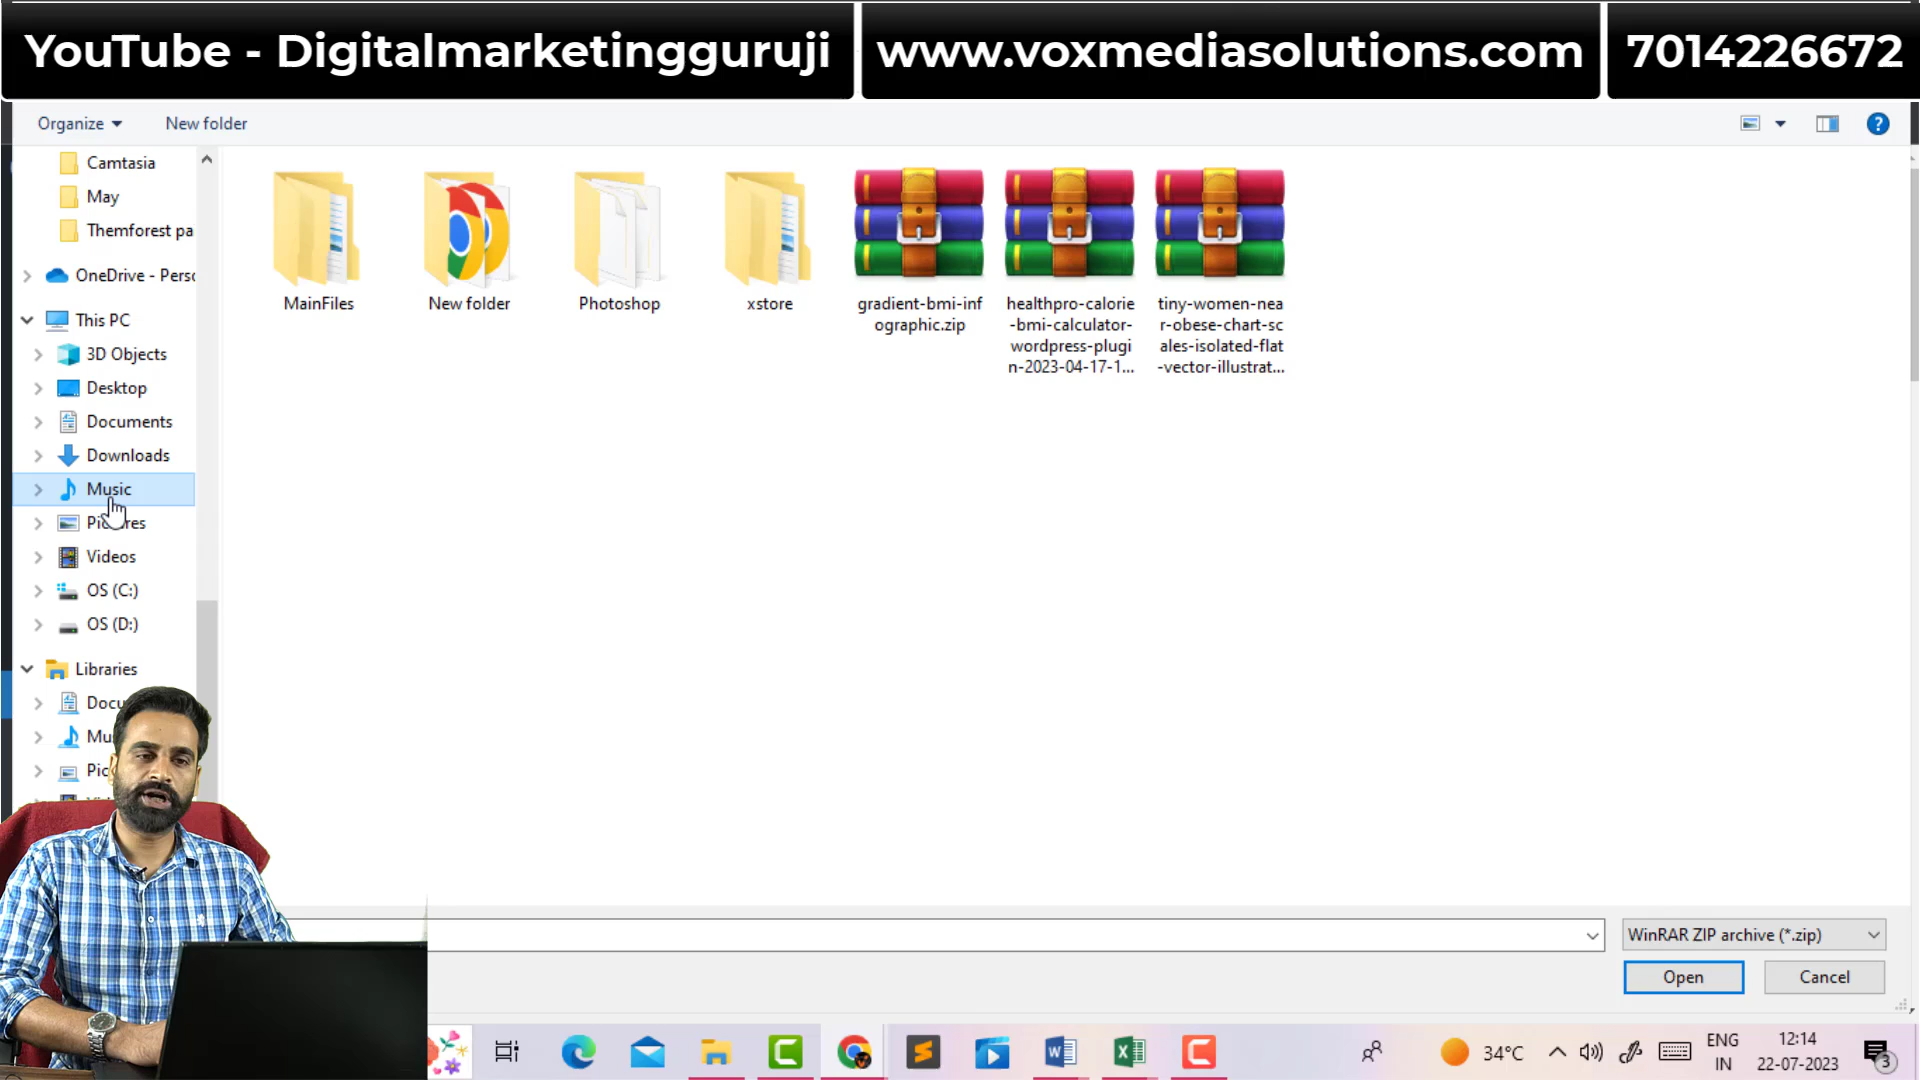 YouTube - Digitalmarketingguruji
www.voxmediasolutions.com
7014226672
Organize
New folder
Camtasia
May
Themforest pa
OneDrive - Persc
This PC
3D Objects
Desktop
Documents
Downloads
Music
Videos
OS (C:)
OS (D:)
Libraries
MainFiles
New folder
Photoshop
xstore
gradient-bmi-inf
ographic.zip
healthpro-calorie
-bmi-calculator-
wordpress-plugi
n-2023-04-17-1...
tiny-women-nea
r-obese-chart-sc
ales-isolated-flat
-vector-illustrat...
WinRAR ZIP archive (*.zip)
Open
Cancel
34°C
ENG
IN
12:14
22-07-2023
3